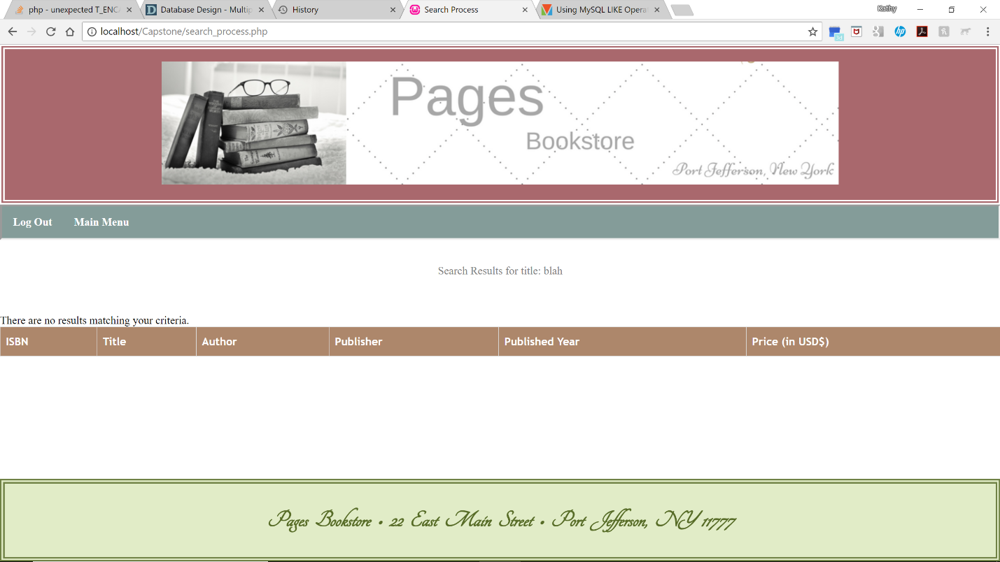 php - unexpected T_ENCA
Database Design - Multip
History
Search Process
Using MySQL LIKE Opera
Kathy
localhost/Capstone/search_process.php
Pages
Bookstore
Port Jefferson, New York
Log Out Main Menu
Search Results for title: blah
There are no results matching your criteria.
ISBN Title Author Publisher Published Year Price (in USD$)
Pages Bookstore • 22 East Main Street • Port Jefferson, NY 11777